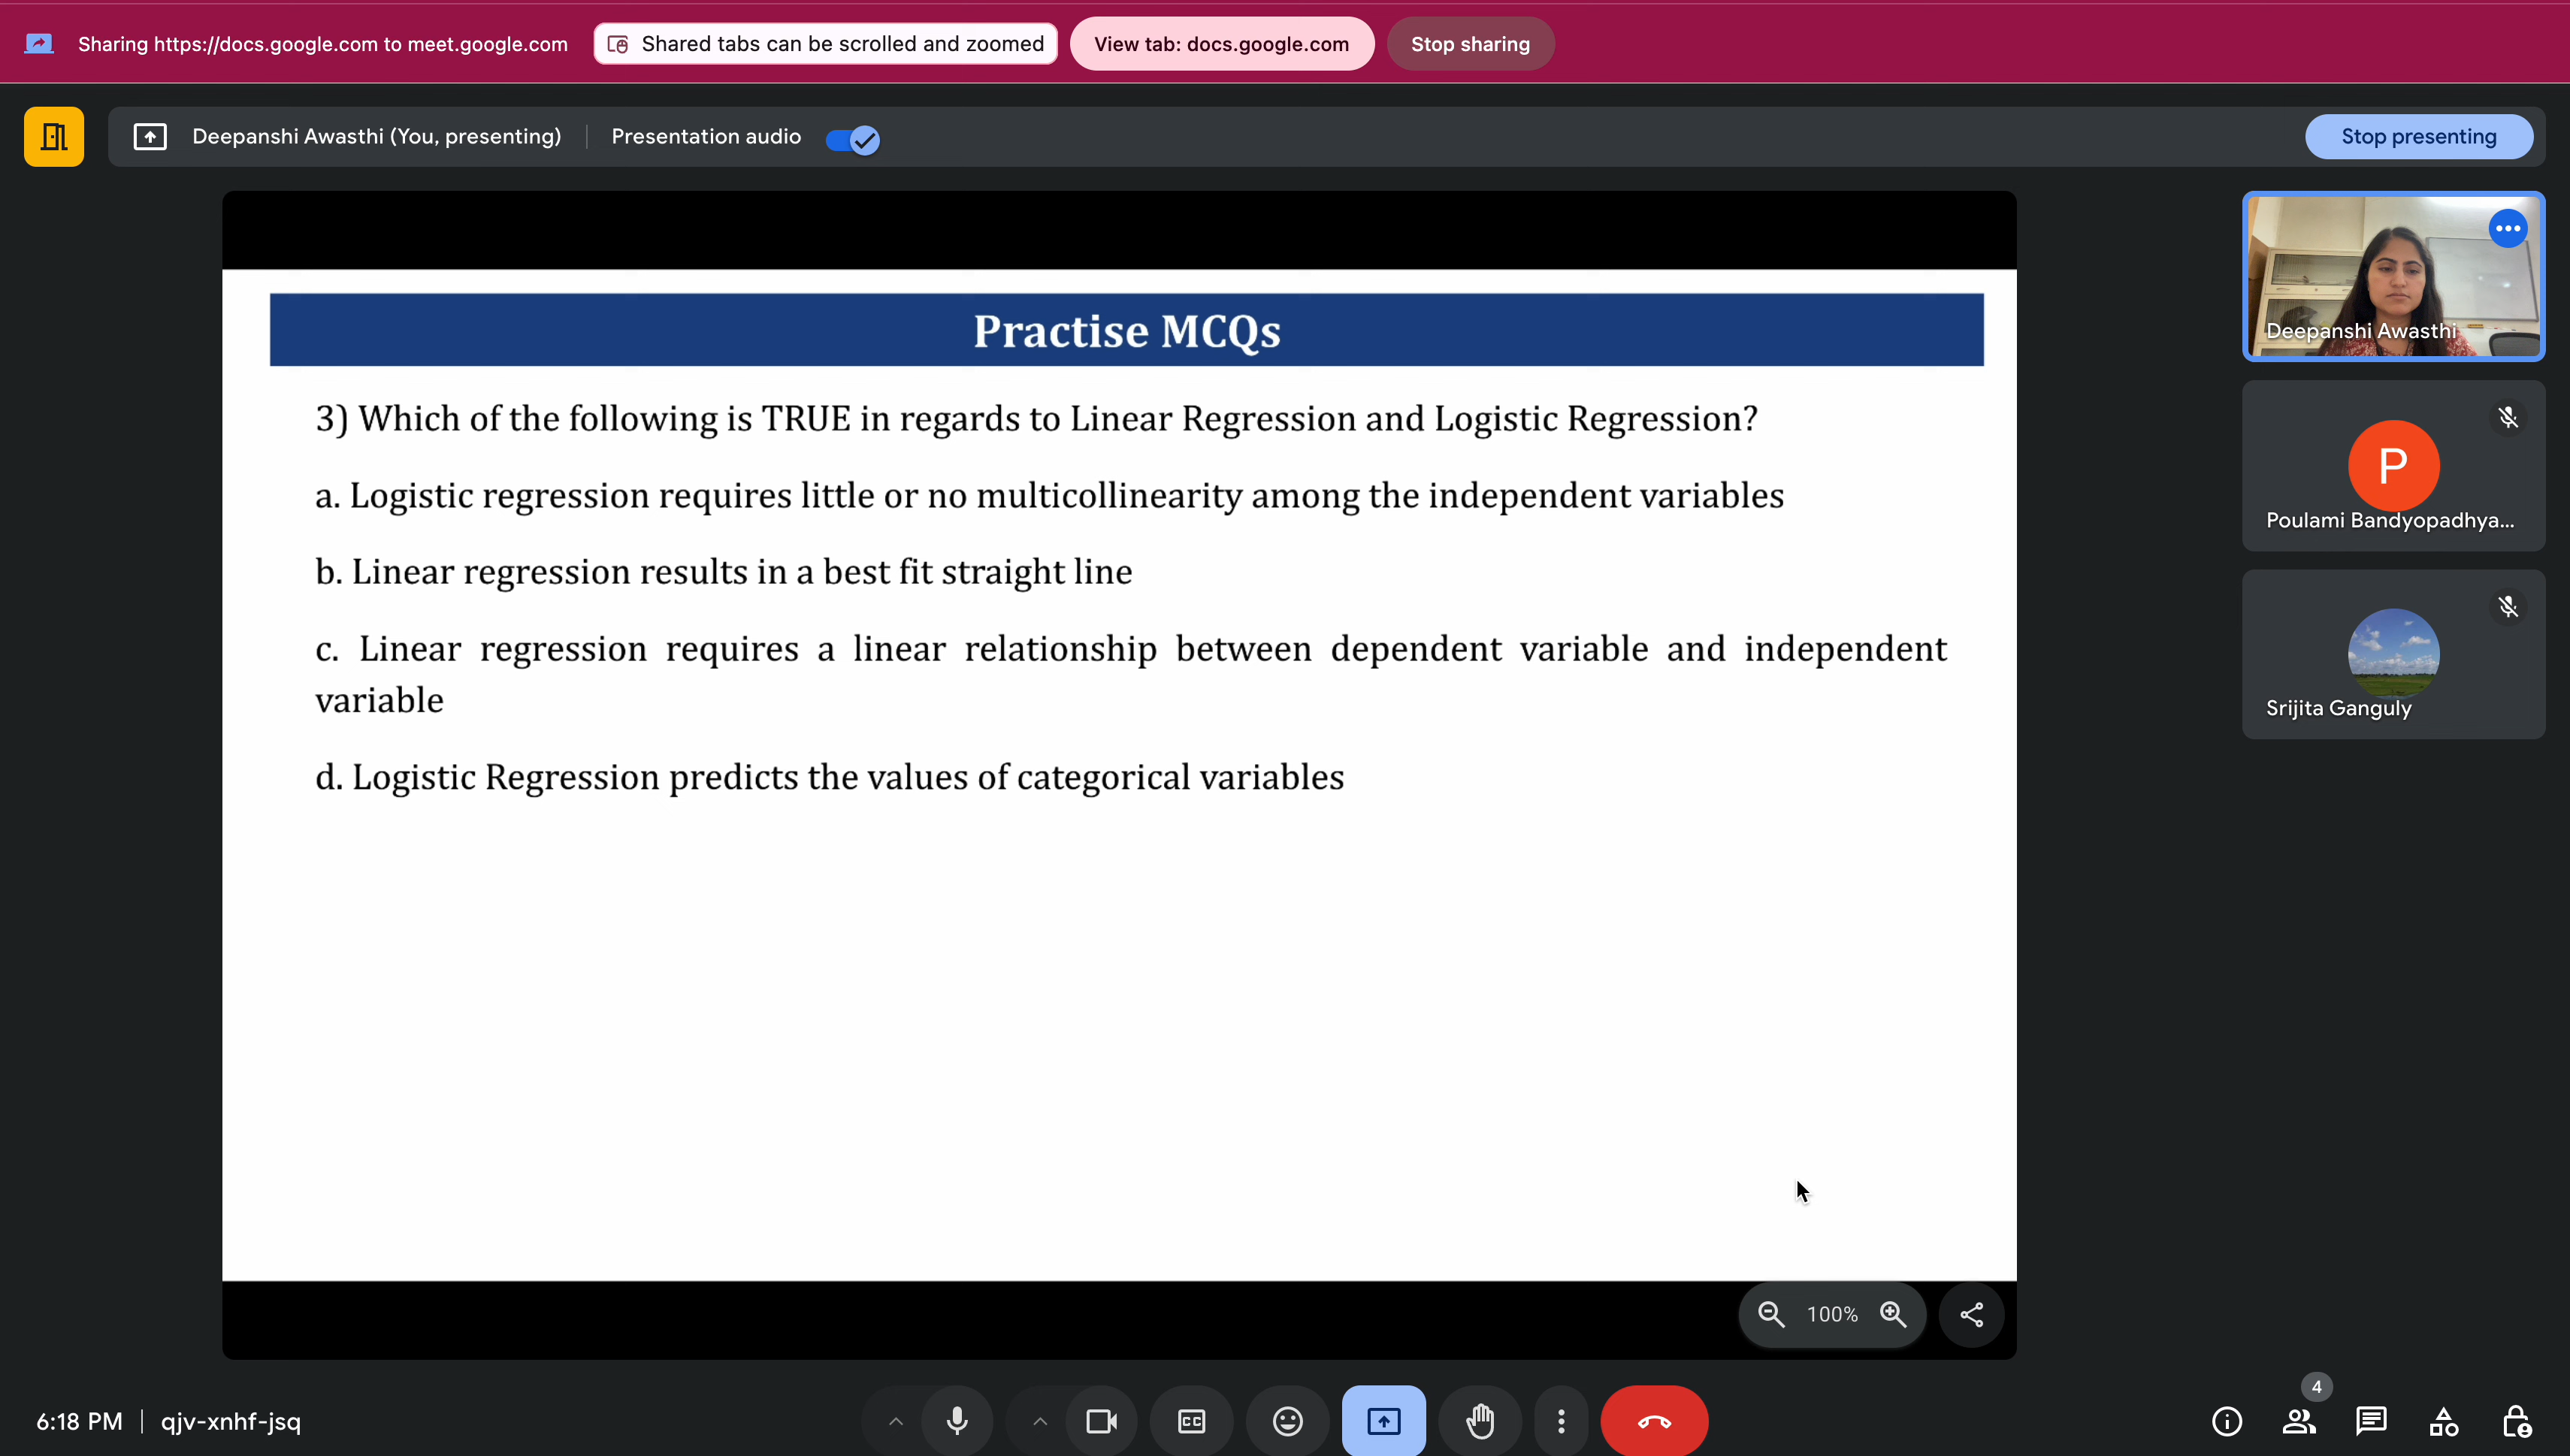 Sharing https://docs.google.com to meet.google.com
Shared tabs can be scrolled and zoomed
View tab: docs.google.com
Stop sharing
Deepanshi Awasthi (You, presenting)
Presentation audio
Stop presenting
Practise MCQs
3) Which of the following is TRUE in regards to Linear Regression and Logistic Regression?
a. Logistic regression requires little or no multicollinearity among the independent variables
b. Linear regression results in a best fit straight line
c. Linear regression requires a linear relationship between dependent variable and independent
variable
d. Logistic Regression predicts the values of categorical variables
Deepanshi Awasthi
P
Poulami Bandyopadhya...
Srijita Ganguly
100%
6:18 PM
qjv-xnhf-jsq
CC
4